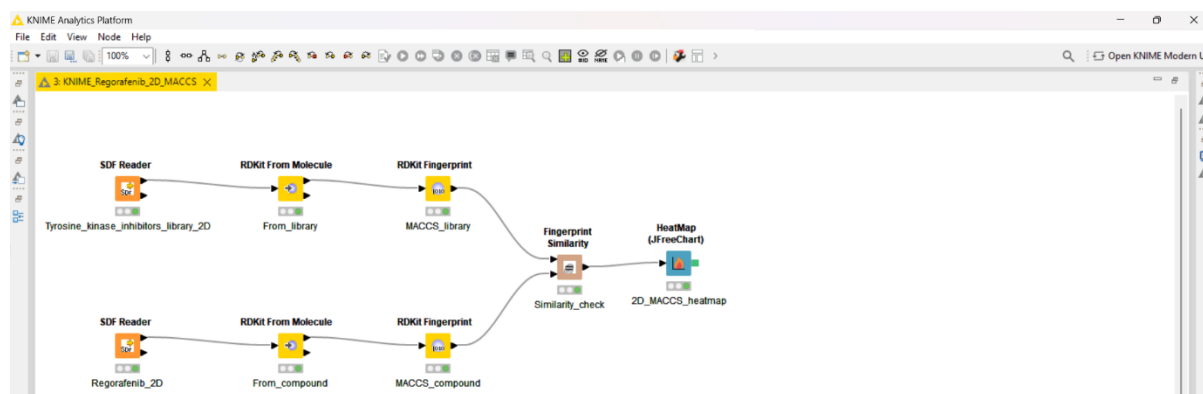 KNIME Analytics Platform
File Edit View Node Help
100%
Open KNIME Modern U
3: KNIME_Regorafenib_2D_MACCS
SDF Reader
RDKit From Molecule
RDKit Fingerprint
SDF
Tyrosine_kinase_inhibitors_library_2D
From_library
MACCS_library
Fingerprint
Similarity
HeatMap
(JFreeChart)
Similarity_check
2D_MACCS_heatmap
SDF Reader
RDKit From Molecule
RDKit Fingerprint
SDF
Regorafenib_2D
From_compound
MACCS_compound